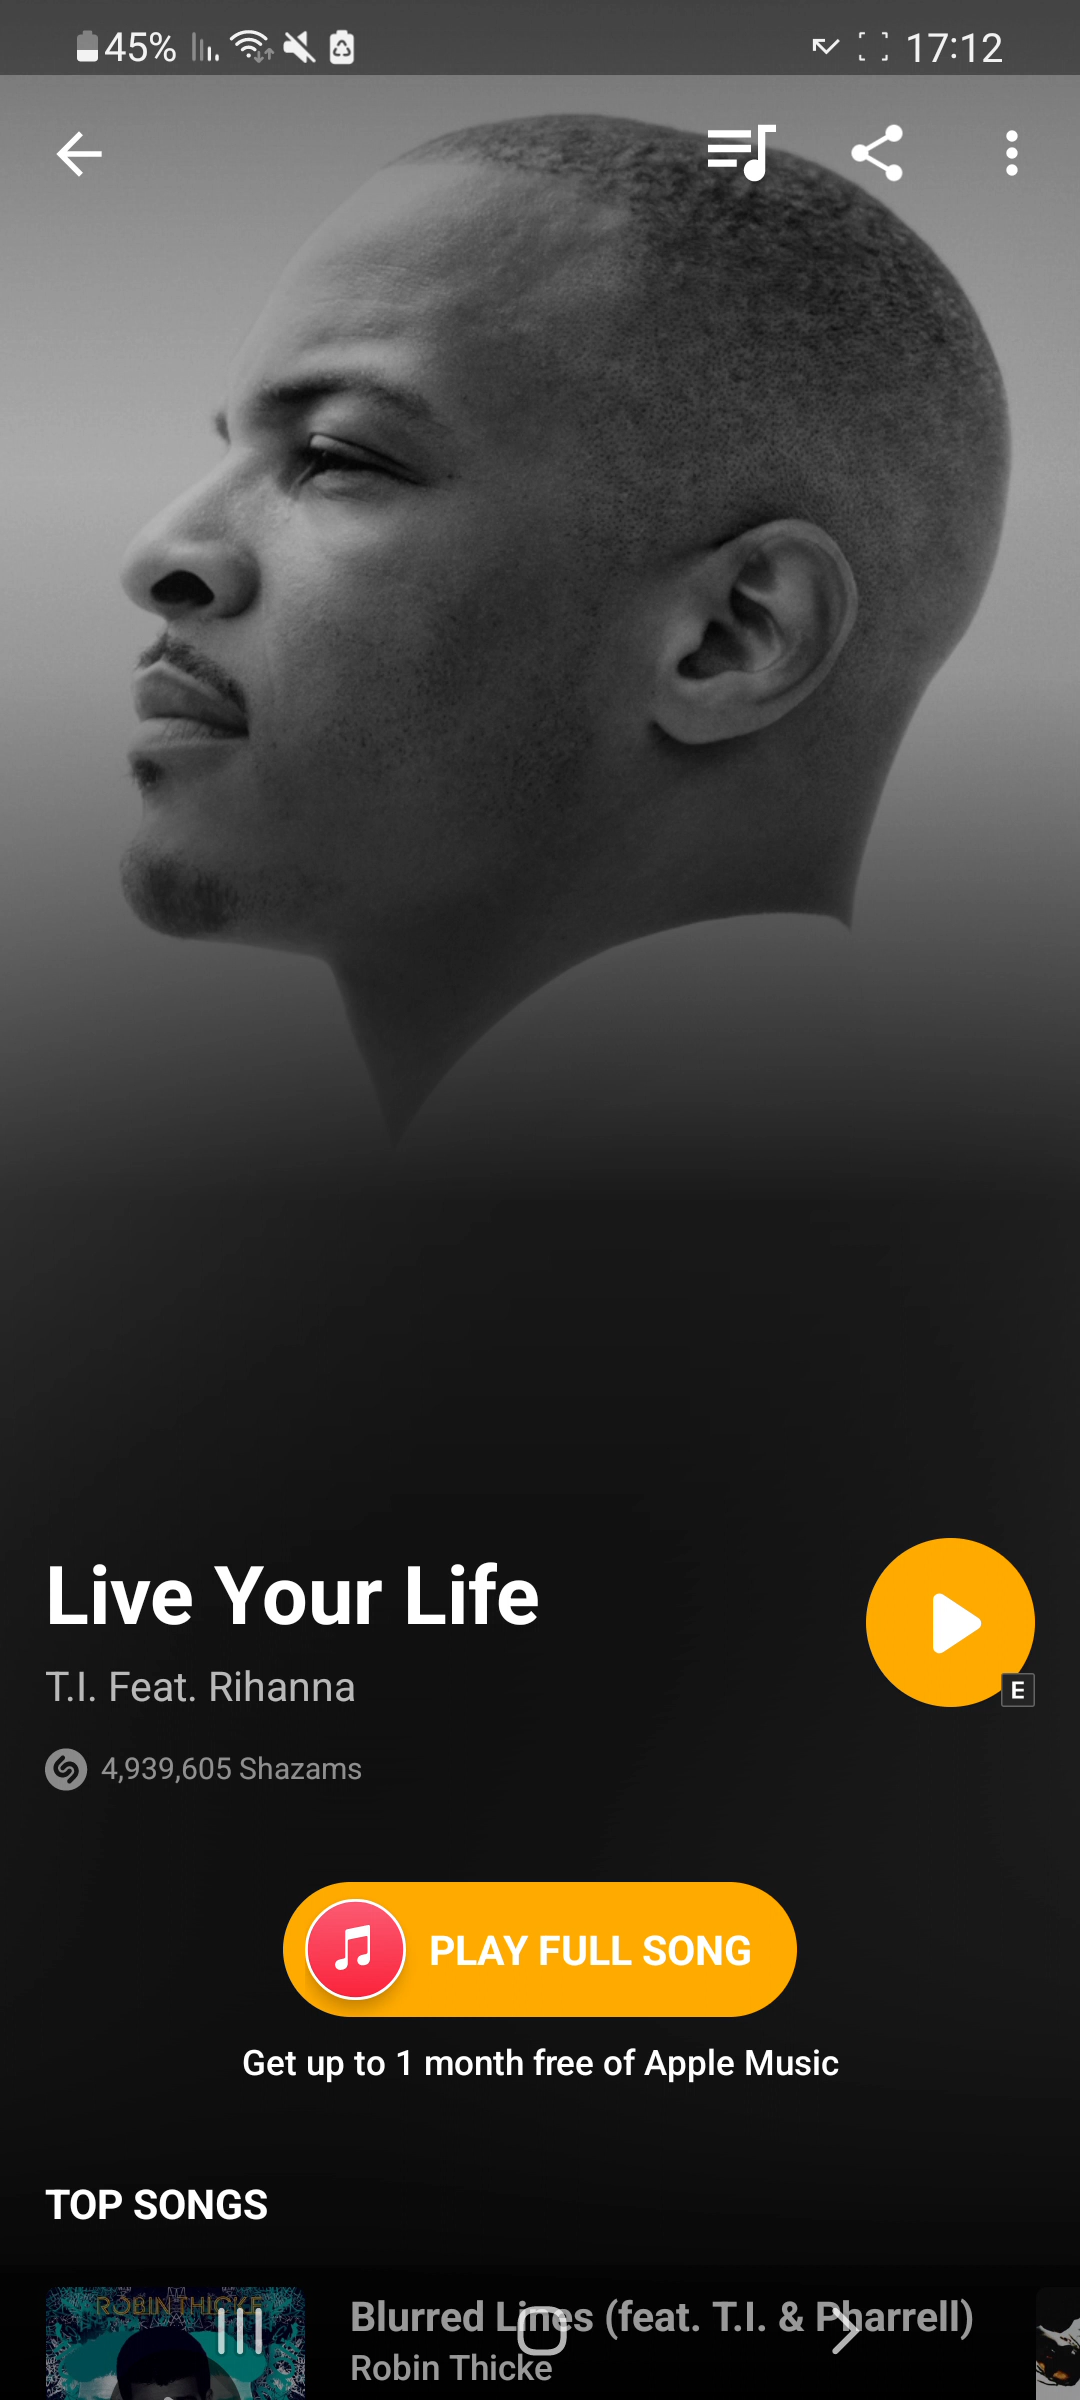 45%
17:12
Live Your Life
T.I. Feat. Rihanna
E
4,939,605 Shazams
PLAY FULL SONG
Get up to 1 month free of Apple Music
TOP SONGS
ROBIN THICKE
Blurred Lines (feat. T.I. & Pharrell)
Robin Thicke